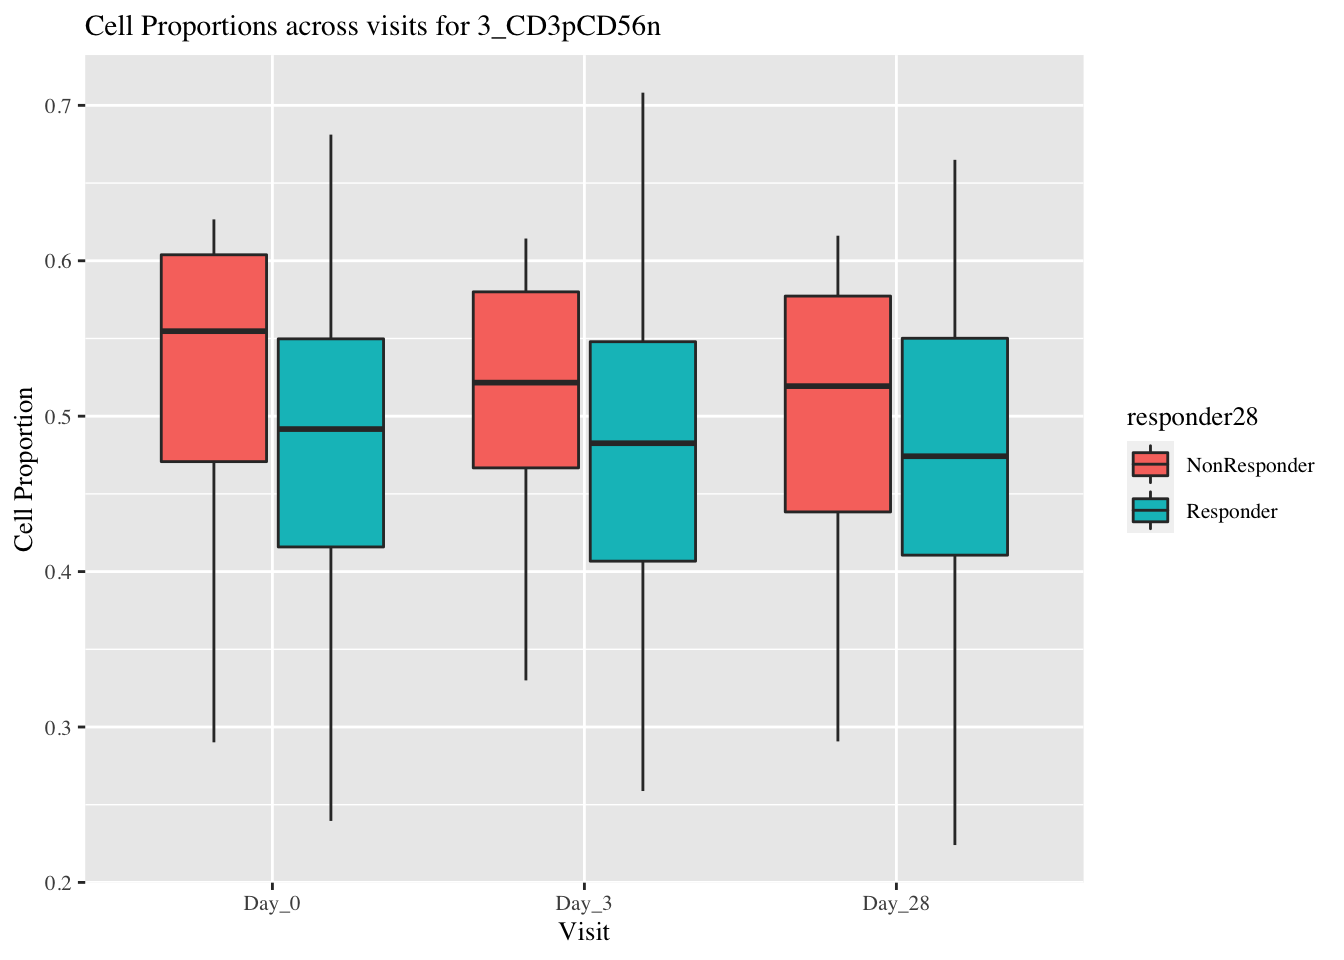 Cell Proportions across visits for 3_CD3pCD56n
Cell Proportion
0.7
0.6
0.5
0.4
0.3
0.2
Day_0
Day_3
Day_28
Visit
responder28
NonResponder
Responder